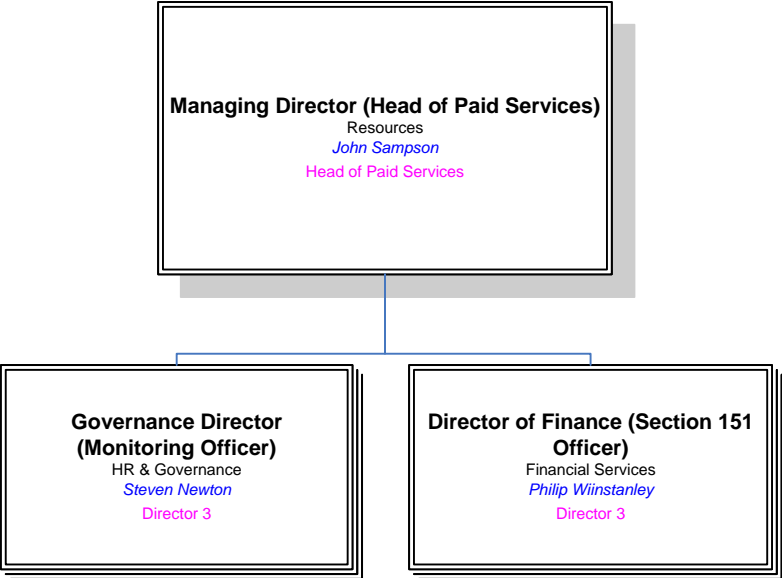 Managing Director (Head of Paid Services)
Resources
John Sampson
Head of Paid Services
Governance Director
(Monitoring Officer)
HR & Governance
Steven Newton
Director 3
Director of Finance (Section 151
Officer)
Financial Services
Philip Wiinstanley
Director 3